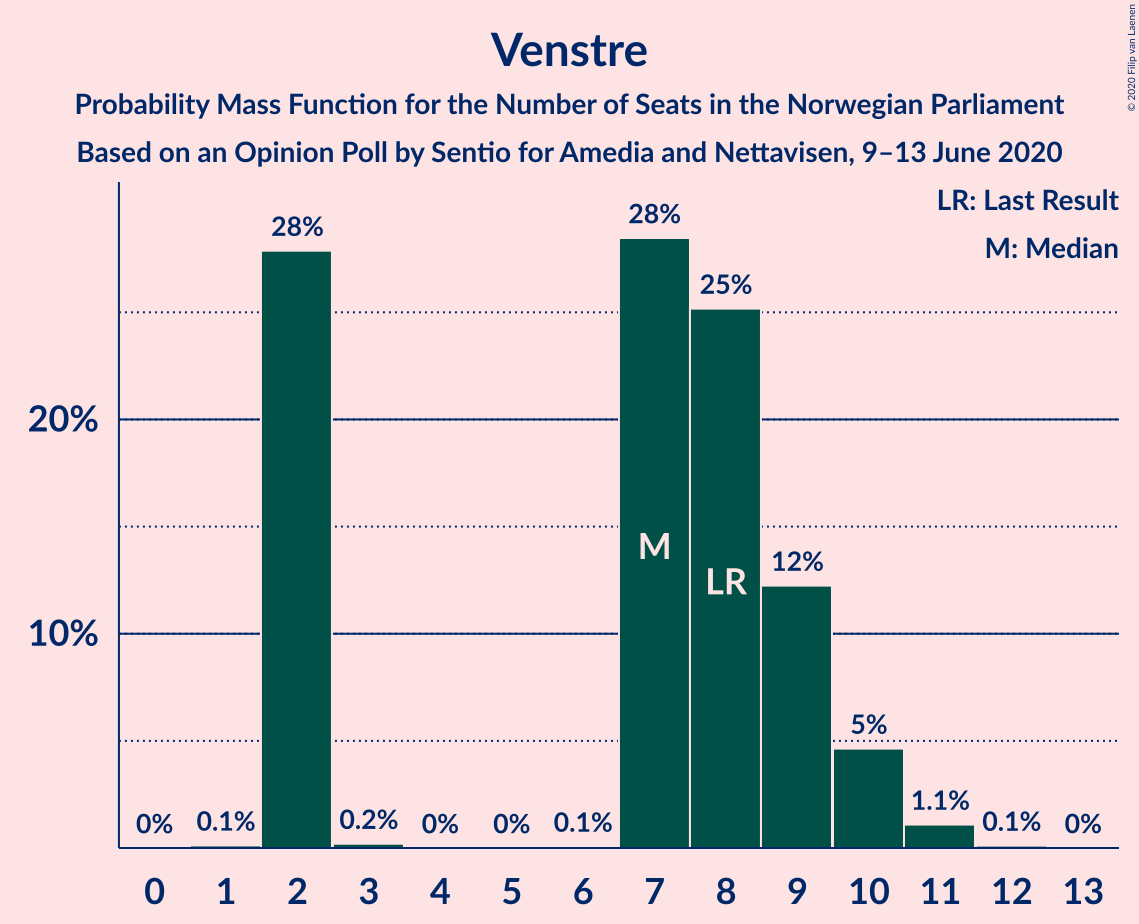 Venstre
Probability Mass Function for the Number of Seats in the Norwegian Parliament
Based on an Opinion Poll by Sentio for Amedia and Nettavisen, 9–13 June 2020
© 2020 Filip van Laenen
LR: Last Result
M: Median
28%
28%
25%
20%
M
LR
12%
10%
5%
0%
0.1%
0.2%
0%
0%
0.1%
1.1%
0.1%
0%
0 1 2 3 4 5 6 7 8 9 10 11 12 13